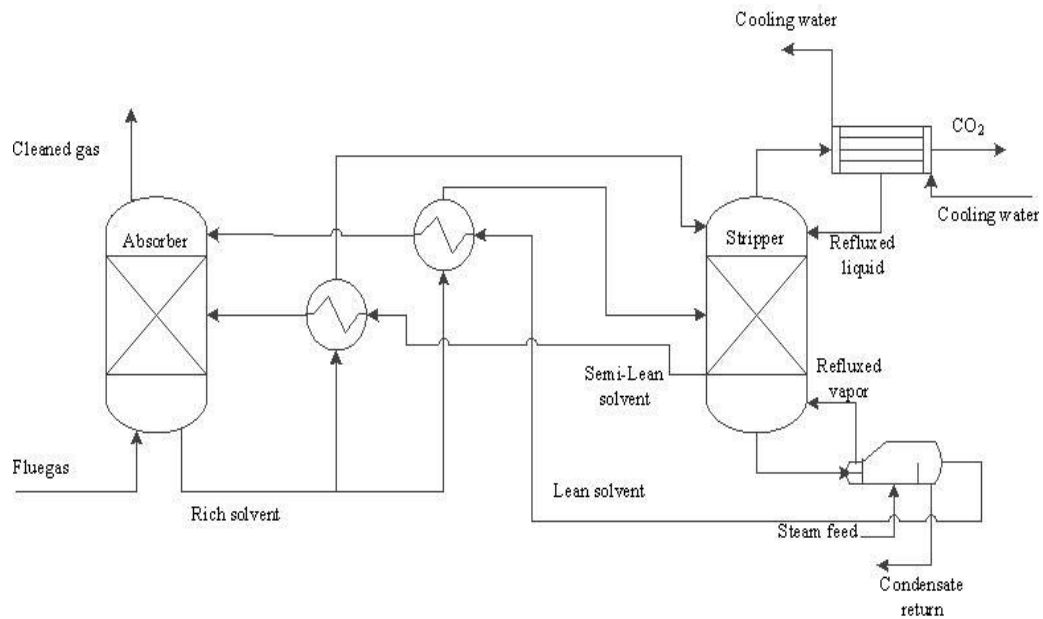 Cooling water
CO2
Cleaned gas
Absorber
Stripper
Cooling water
Refluxed
liquid
Semi-Lean
solvent
Refluxed
vapor
Fluegas
Rich solvent
Lean solvent
Steam feed
Condensate
return